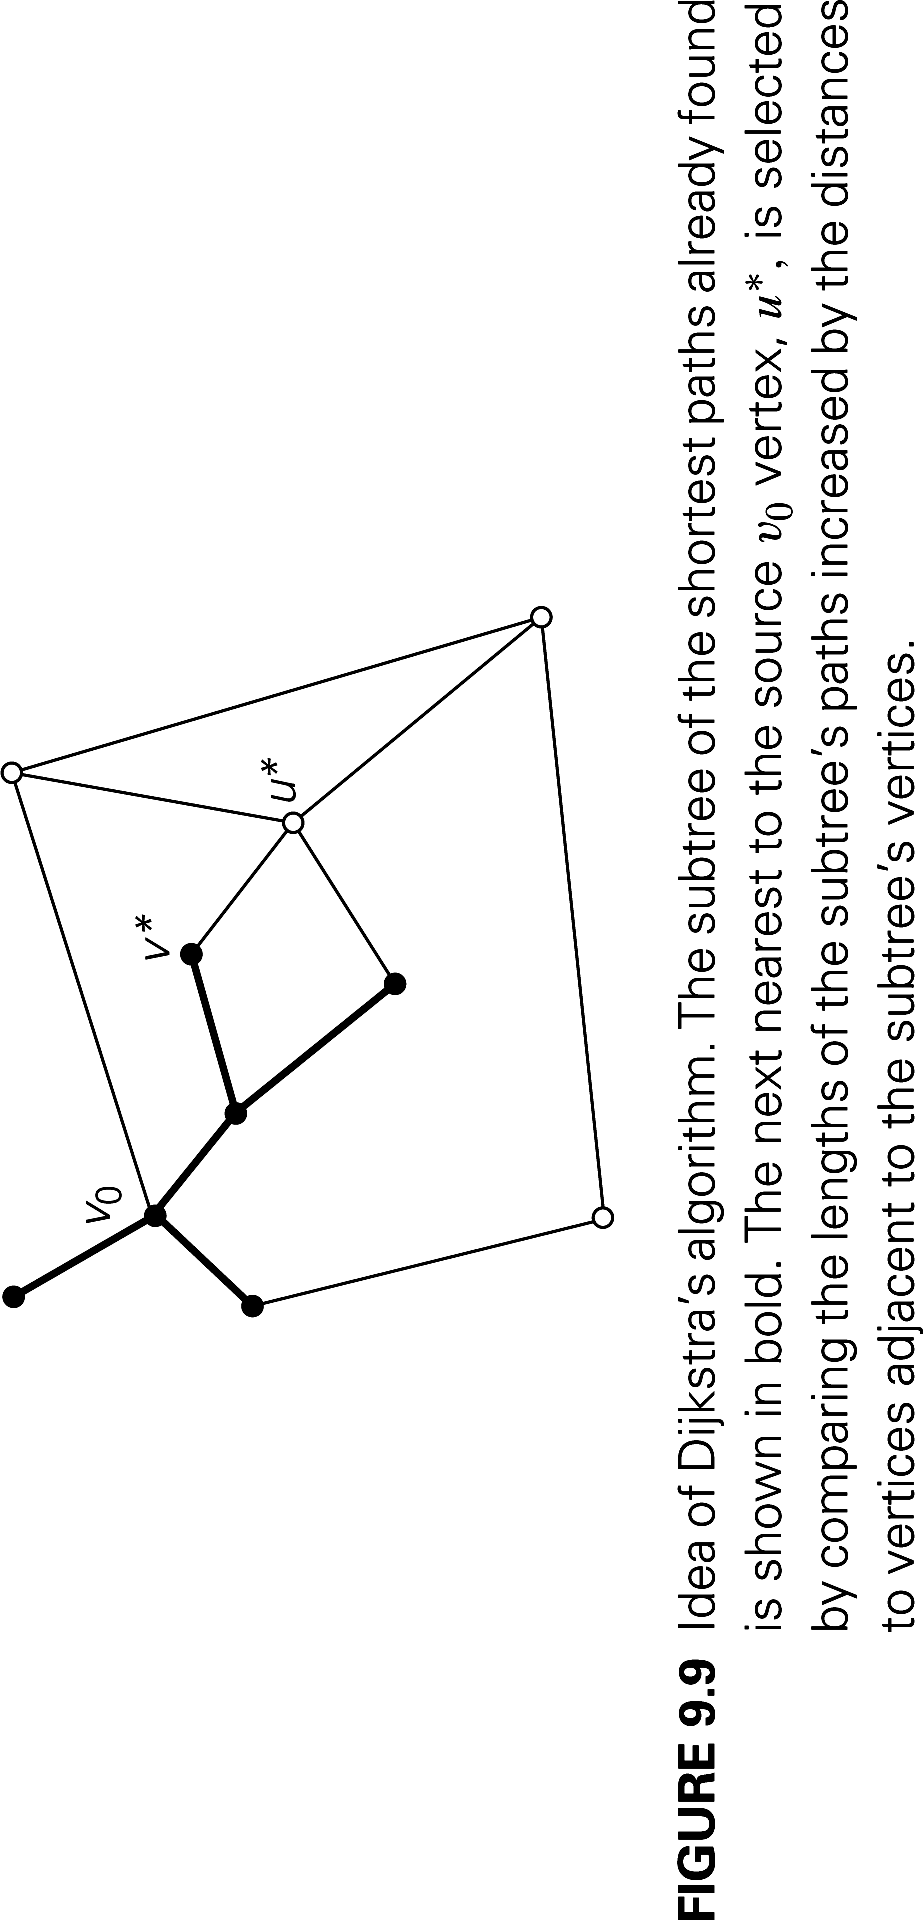 v0
v*
u*
FIGURE 9.9 Idea of Dijkstra's algorithm. The subtree of the shortest paths already found
is shown in bold. The next nearest to the source v0 vertex, u*, is selected
by comparing the lengths of the subtree's paths increased by the distances
to vertices adjacent to the subtree's vertices.